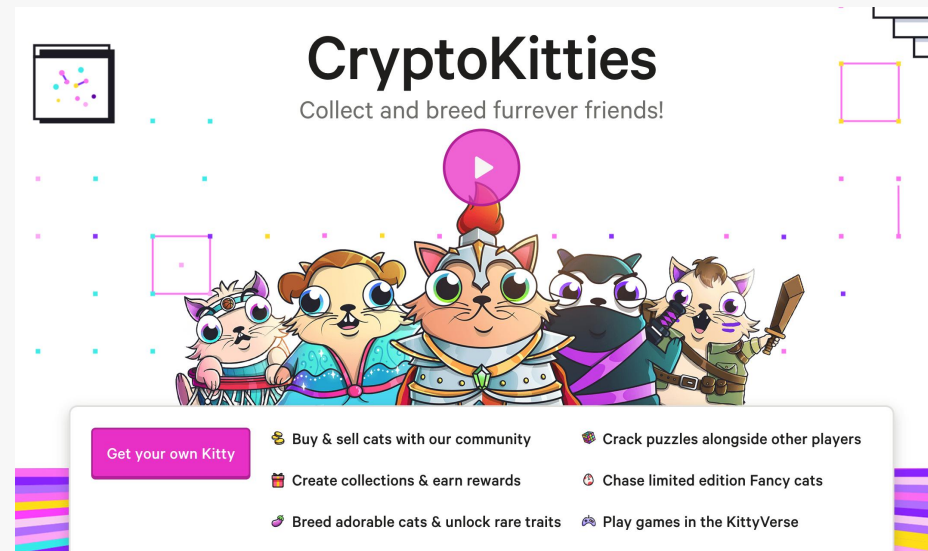 CryptoKitties
Collect and breed furrever friends!
Get your own Kitty
Buy & sell cats with our community
Create collections & earn rewards
Breed adorable cats & unlock rare traits
Crack puzzles alongside other players
Chase limited edition Fancy cats
Play games in the KittyVerse